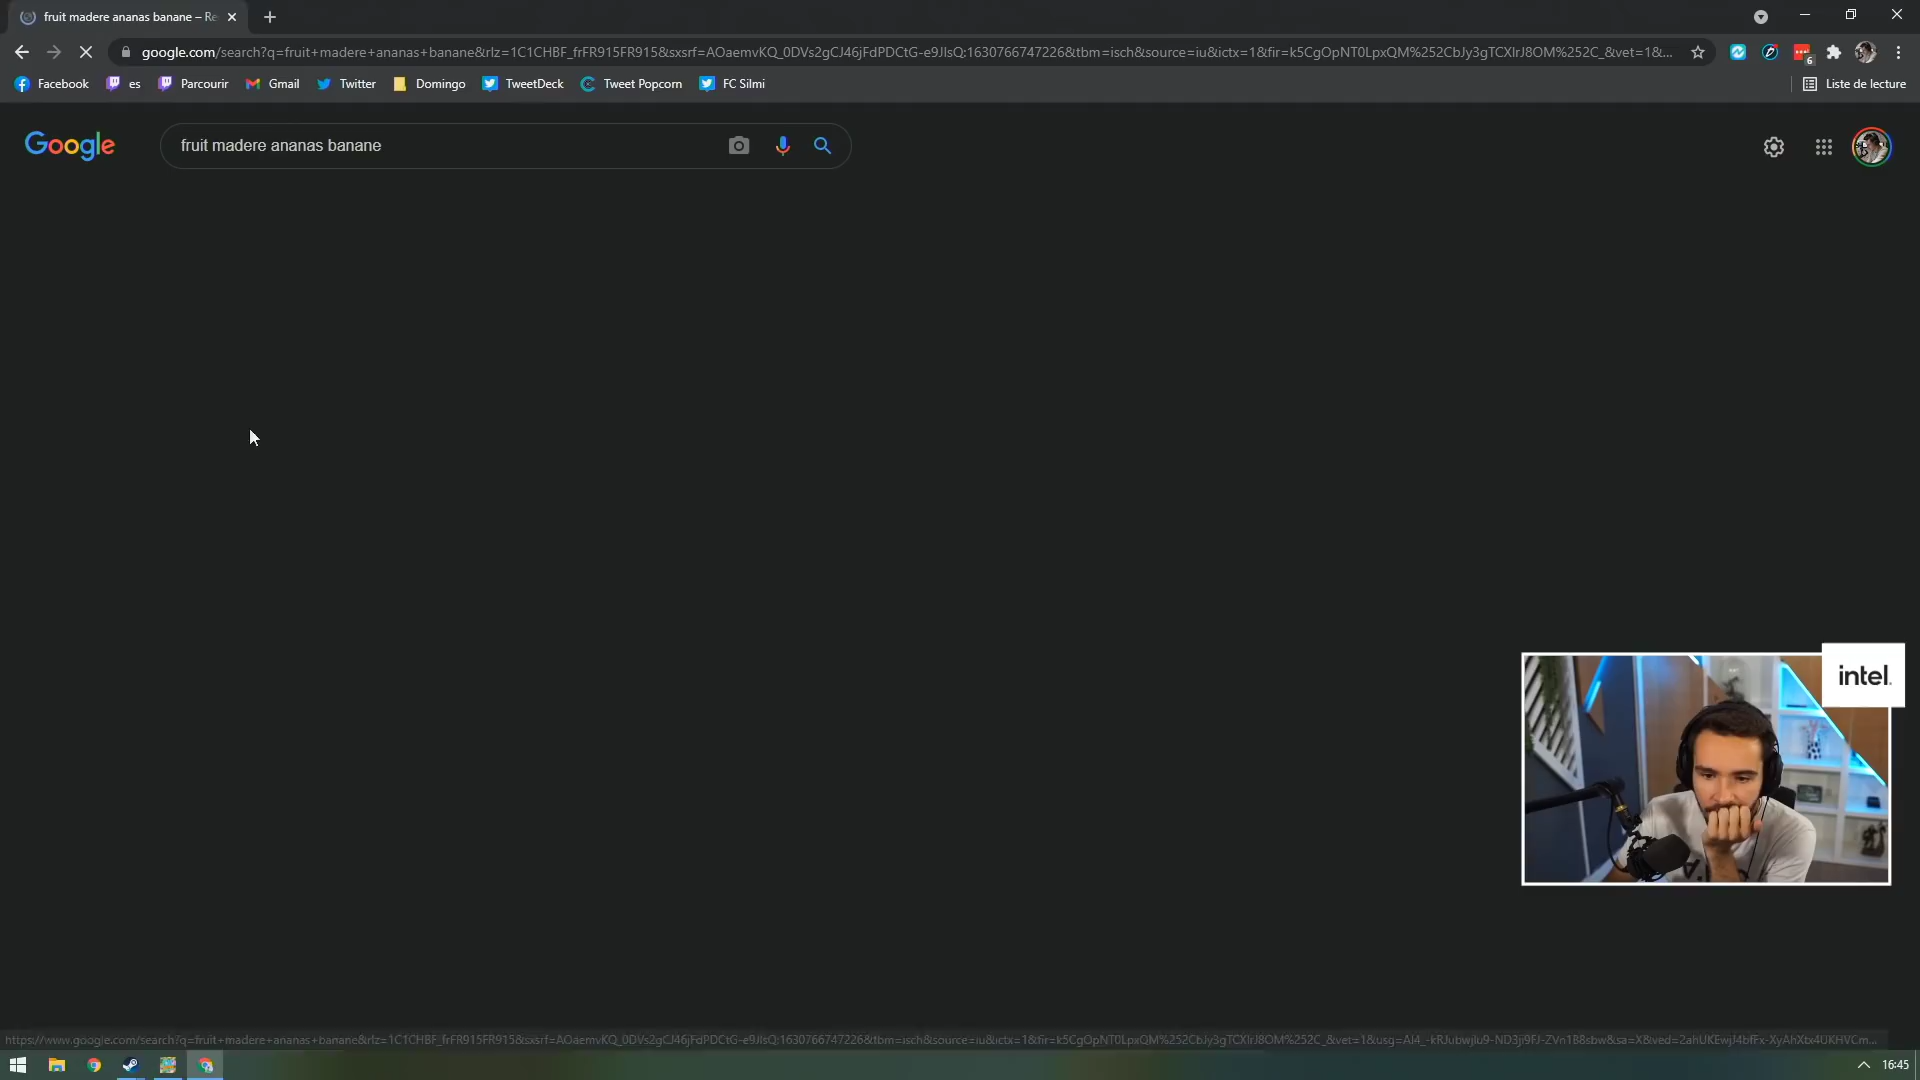 fruit madere ananas banane – Re
google.com/search?q=fruit+madere+ananas+banane&rlz=1C1CHBF_frFR915FR915&sxsrf=AOaemvKQ_0DVs2gCJ46jFdPDCtG-e9JlsQ:1630766747226&tbm=isch&source=iu&ictx=1&fir=k5CgOpNT0LpxQM%252CbJy3gTCXlrJ8OM%252C_&vet=1&...
6
Facebook
es
Parcourir
Gmail
Twitter
Domingo
TweetDeck
Tweet Popcorn
FC Silmi
Liste de lecture
Google
fruit madere ananas banane
intel.
16:45